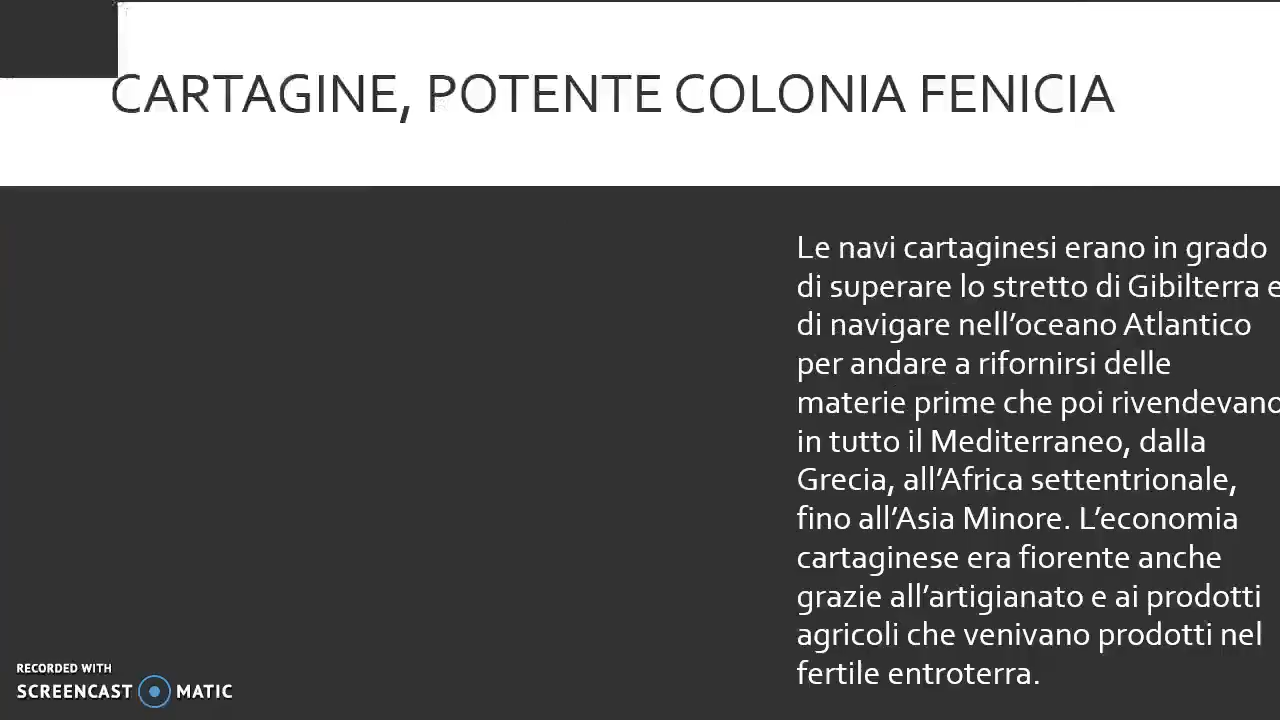 CARTAGINE, POTENTE COLONIA FENICIA
Le navi cartaginesi erano in grado
di superare lo stretto di Gibilterra e
di navigare nell’oceano Atlantico
per andare a rifornirsi delle
materie prime che poi rivendevano
in tutto il Mediterraneo, dalla
Grecia, all’Africa settentrionale,
fino all’Asia Minore. L’economia
cartaginese era fiorente anche
grazie all’artigianato e ai prodotti
agricoli che venivano prodotti nel
fertile entroterra.
RECORDED WITH
SCREENCAST MATIC